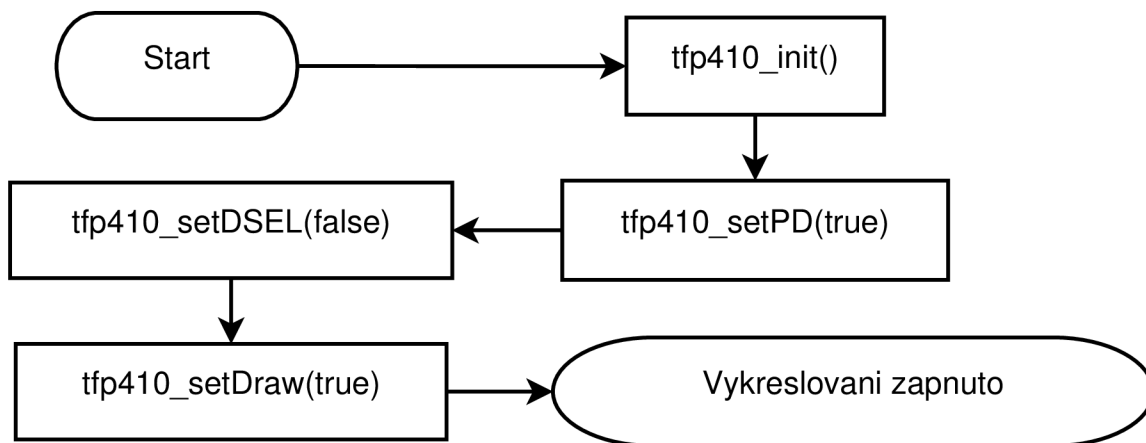 Start
tfp410_init()
tfp410_setPD(true)
tfp410_setDSEL(false)
tfp410_setDraw(true)
Vykreslovani zapnuto